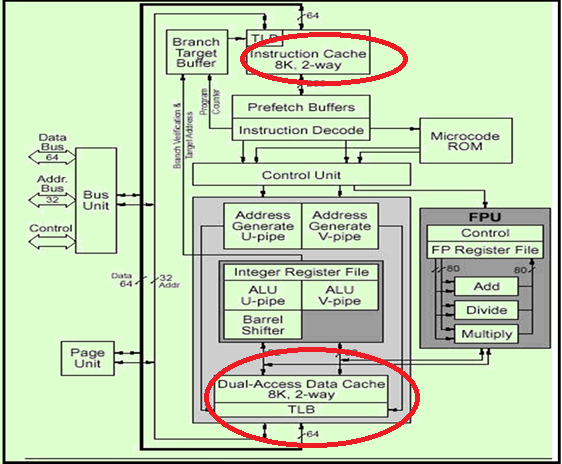 64
TLB
Branch
Target
Buffer
Instruction Cache
8K, 2-way
Branch Verification &
Target Address
Program
Counter
Prefetch Buffers
Instruction Decode
Microcode
ROM
Control Unit
Data
Bus
64
Addr.
Bus
32
Control
Bus
Unit
Address
Generate
U-pipe
Address
Generate
V-pipe
FPU
Control
FP Register File
80
80
Add
Divide
Multiply
Integer Register File
ALU
U-pipe
ALU
V-pipe
Barrel
Shifter
Data
64
32
Addr
Page
Unit
Dual-Access Data Cache
8K, 2-way
TLB
64